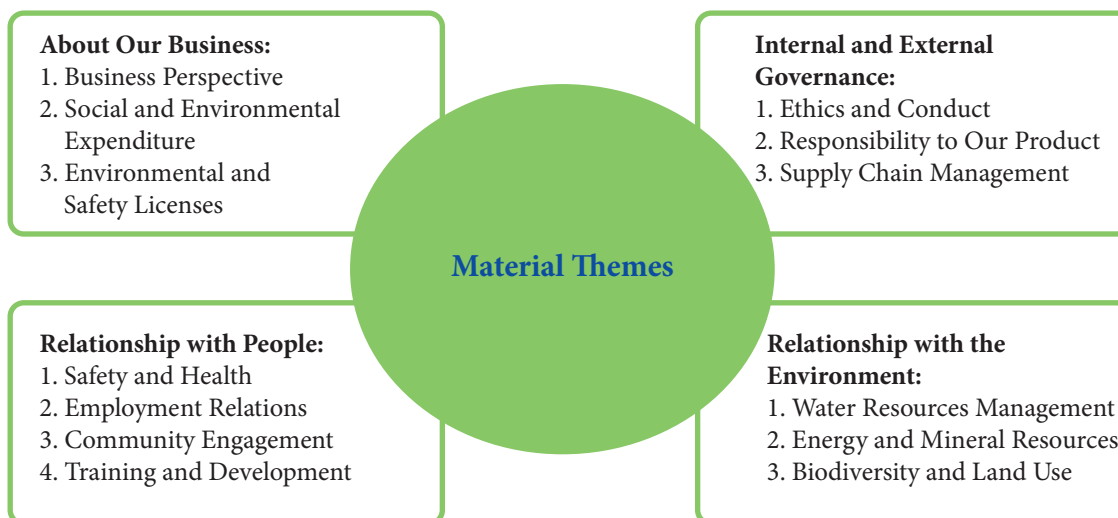 About Our Business:
1. Business Perspective
2. Social and Environmental
Expenditure
3. Environmental and
Safety Licenses
Internal and External
Governance:
1. Ethics and Conduct
2. Responsibility to Our Product
3. Supply Chain Management
Material Themes
Relationship with People:
1. Safety and Health
2. Employment Relations
3. Community Engagement
4. Training and Development
Relationship with the
Environment:
1. Water Resources Management
2. Energy and Mineral Resources
3. Biodiversity and Land Use